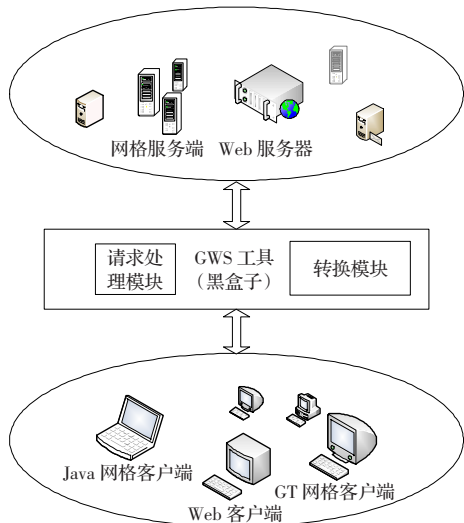 网格服务端 Web 服务器
请求处
理模块
GWS 工具
（黑盒子）
转换模块
Java 网格客户端
GT 网格客户端
Web 客户端